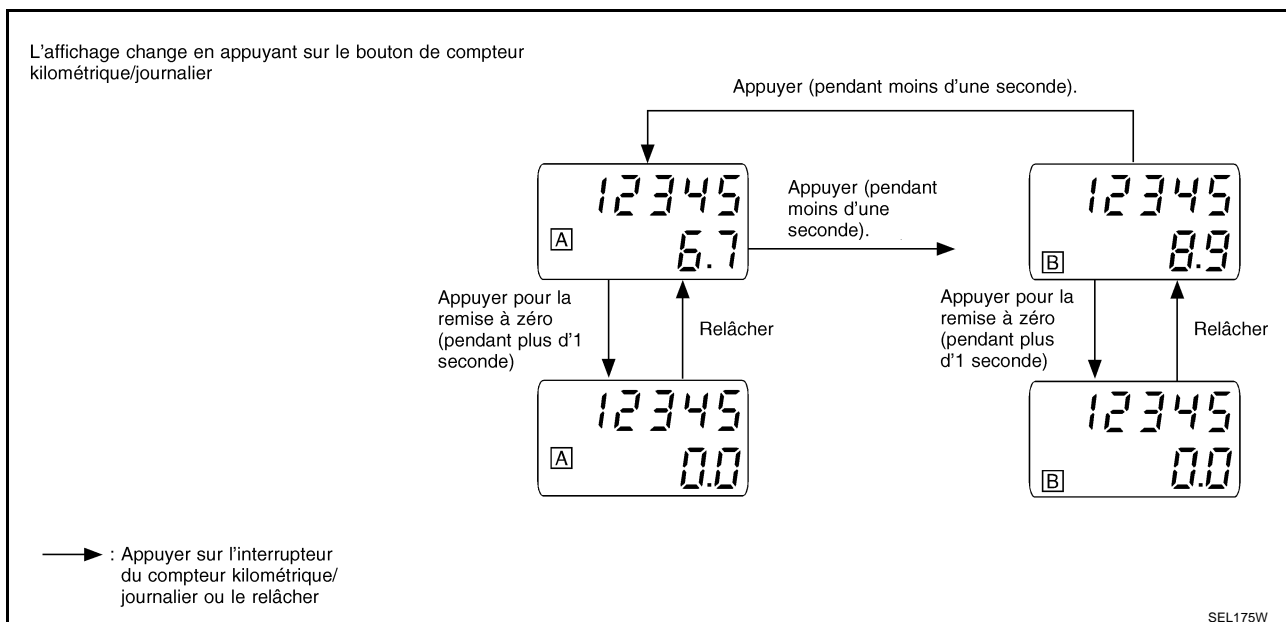 L'affichage change en appuyant sur le bouton de compteur
kilométrique/journalier
Appuyer (pendant moins d'une seconde).
12345
A
6.7
Appuyer (pendant
moins d'une
seconde).
12345
B
8.9
Appuyer pour la
remise à zéro
(pendant plus d'1
seconde)
Relâcher
Appuyer pour la
remise à zéro
(pendant plus
d'1 seconde)
Relâcher
12345
A
0.0
12345
B
0.0
: Appuyer sur l'interrupteur
du compteur kilométrique/
journalier ou le relâcher
SEL175W